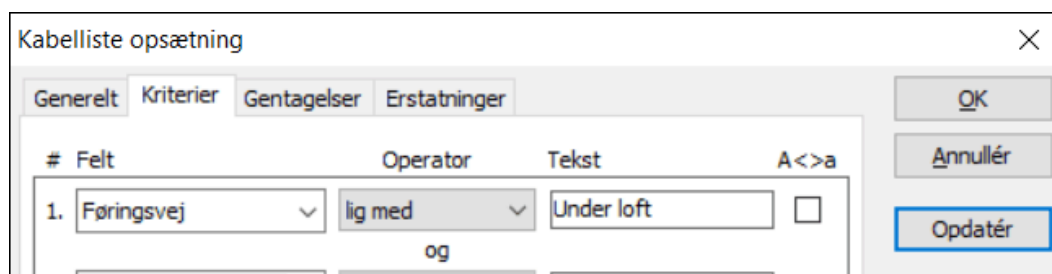 Kabelliste opsætning
Generelt Kriterier Gentagelser Erstatninger
OK
Annullér
Opdatér
# Felt Operator Tekst A<>a
1. Føringsvej lig med Under loft
og